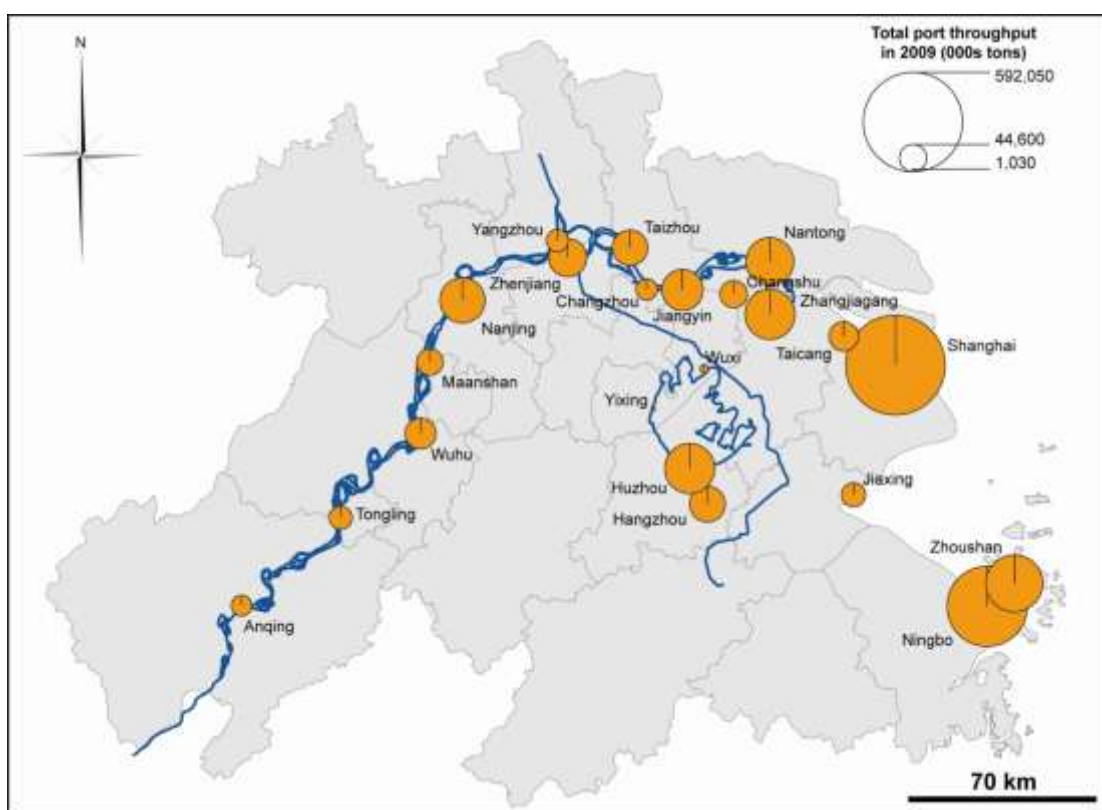 N
Total port throughput
in 2009 (000s tons)
592,050
44,600
1,030
Yangzhou
Taizhou
Nantong
Zhenjiang
Changzhou
Changshu
Jiangyin
Zhangjiagang
Nanjing
Taicang
Shanghai
Maanshan
Wuxi
Yixing
Wuhu
Huzhou
Jiaxing
Hangzhou
Tongling
Zhoushan
Anqing
Ningbo
70 km